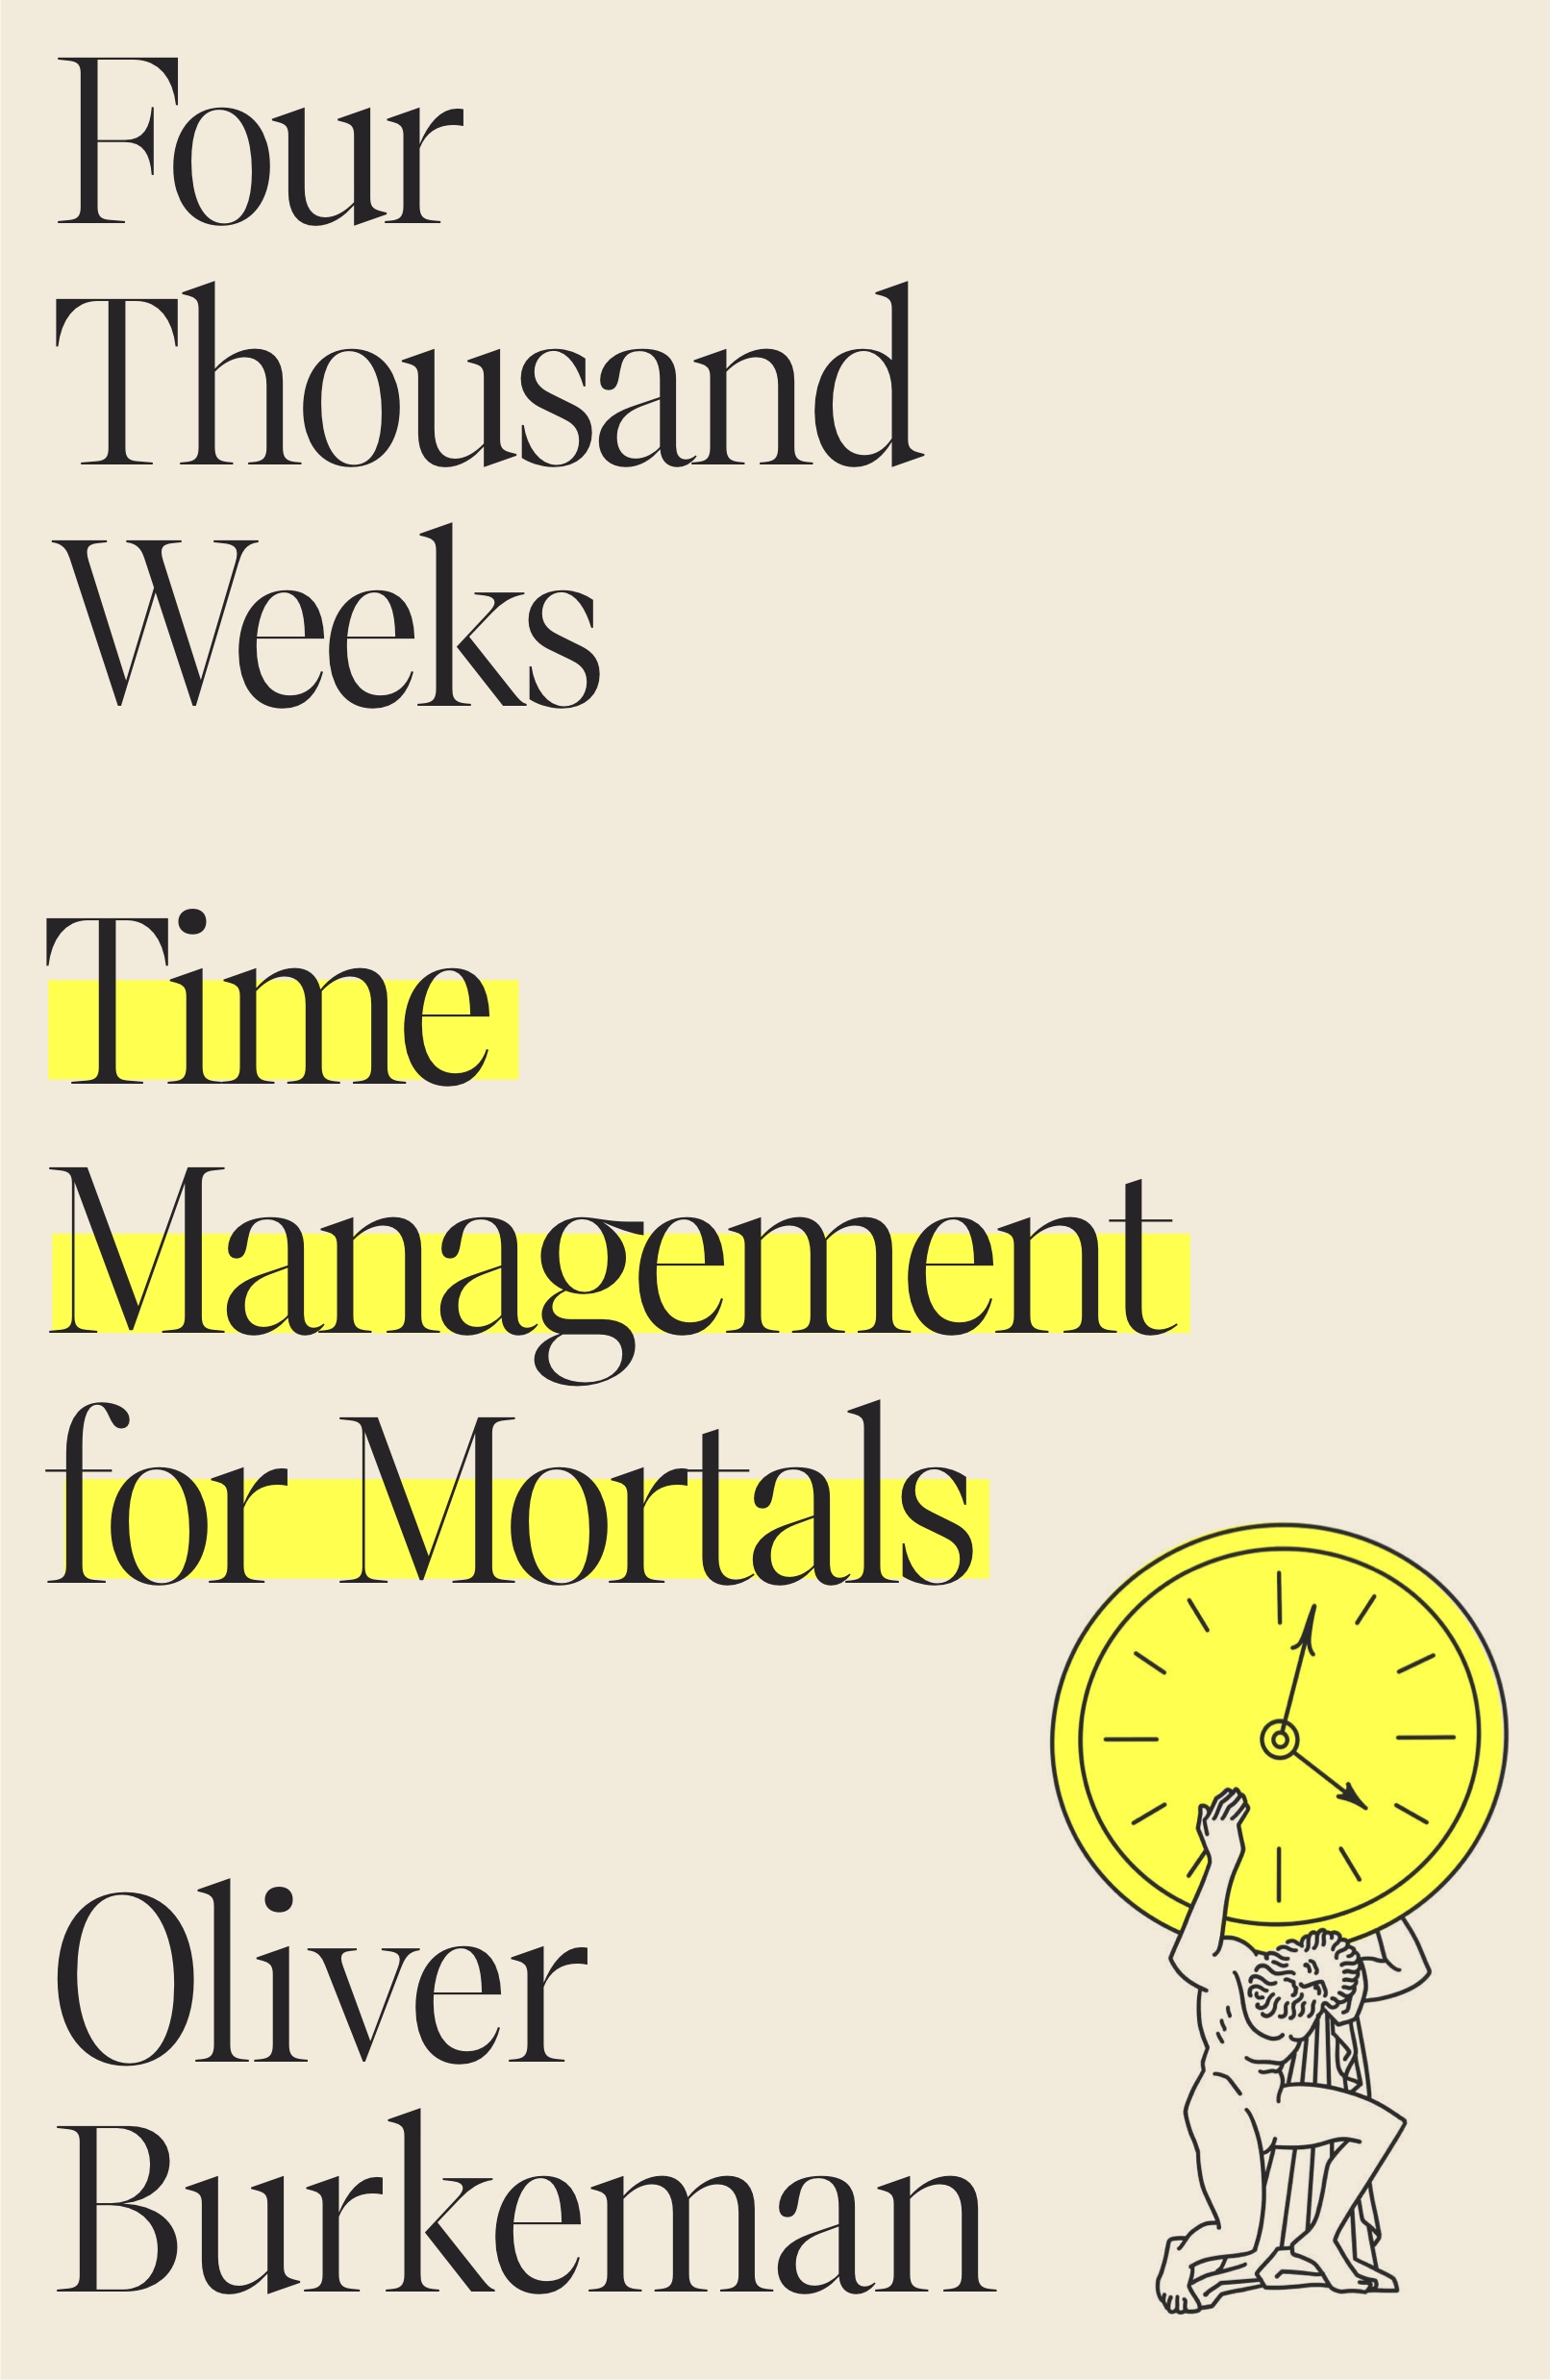 Four
Thousand
Weeks
Time
Management
for Mortals
Oliver
Burkeman